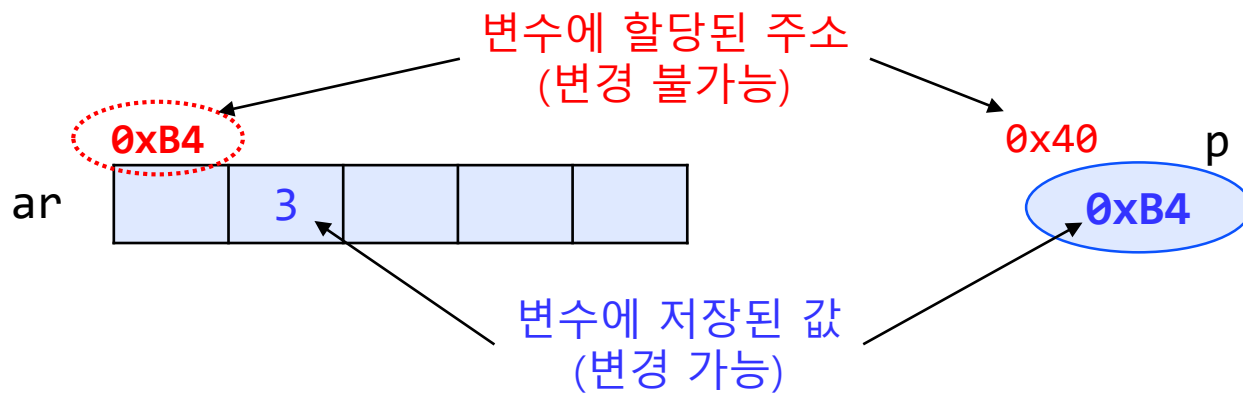 변수에 할당된 주소
(변경 불가능)
0xB4
0x40
p
ar
3
0xB4
변수에 저장된 값
(변경 가능)